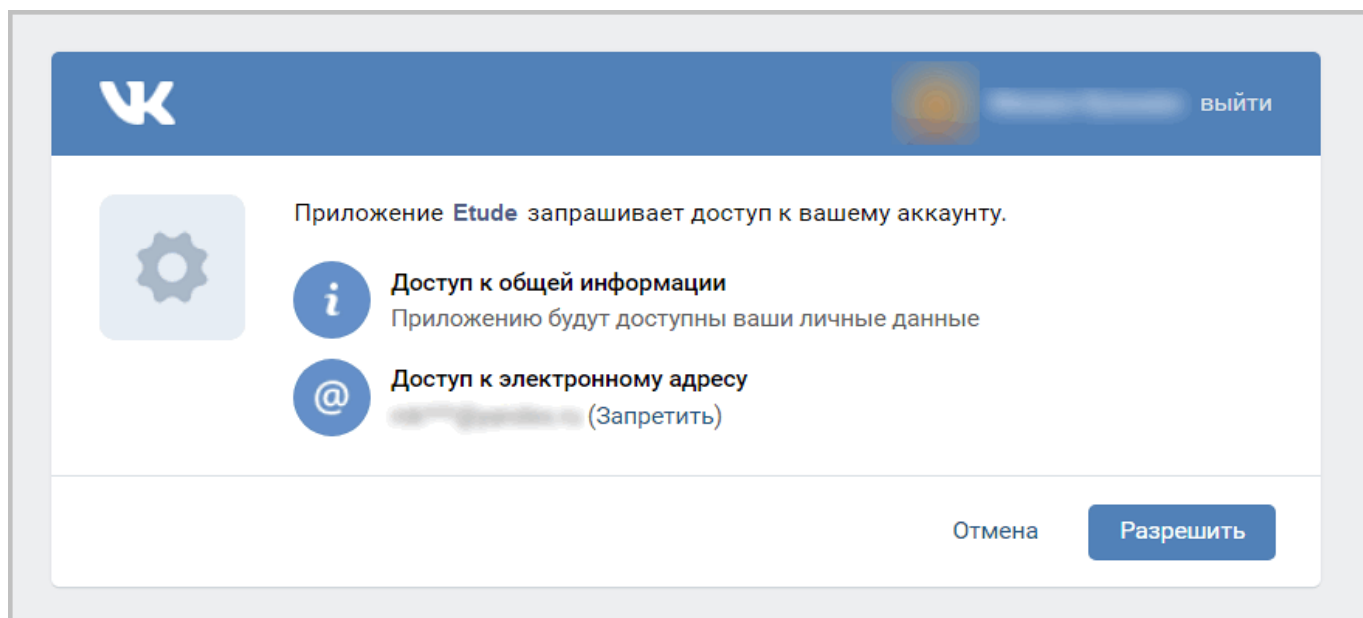 VK
выйти
Приложение Etude запрашивает доступ к вашему аккаунту.
Доступ к общей информации
Приложению будут доступны ваши личные данные
Доступ к электронному адресу
(Запретить)
Отмена
Разрешить